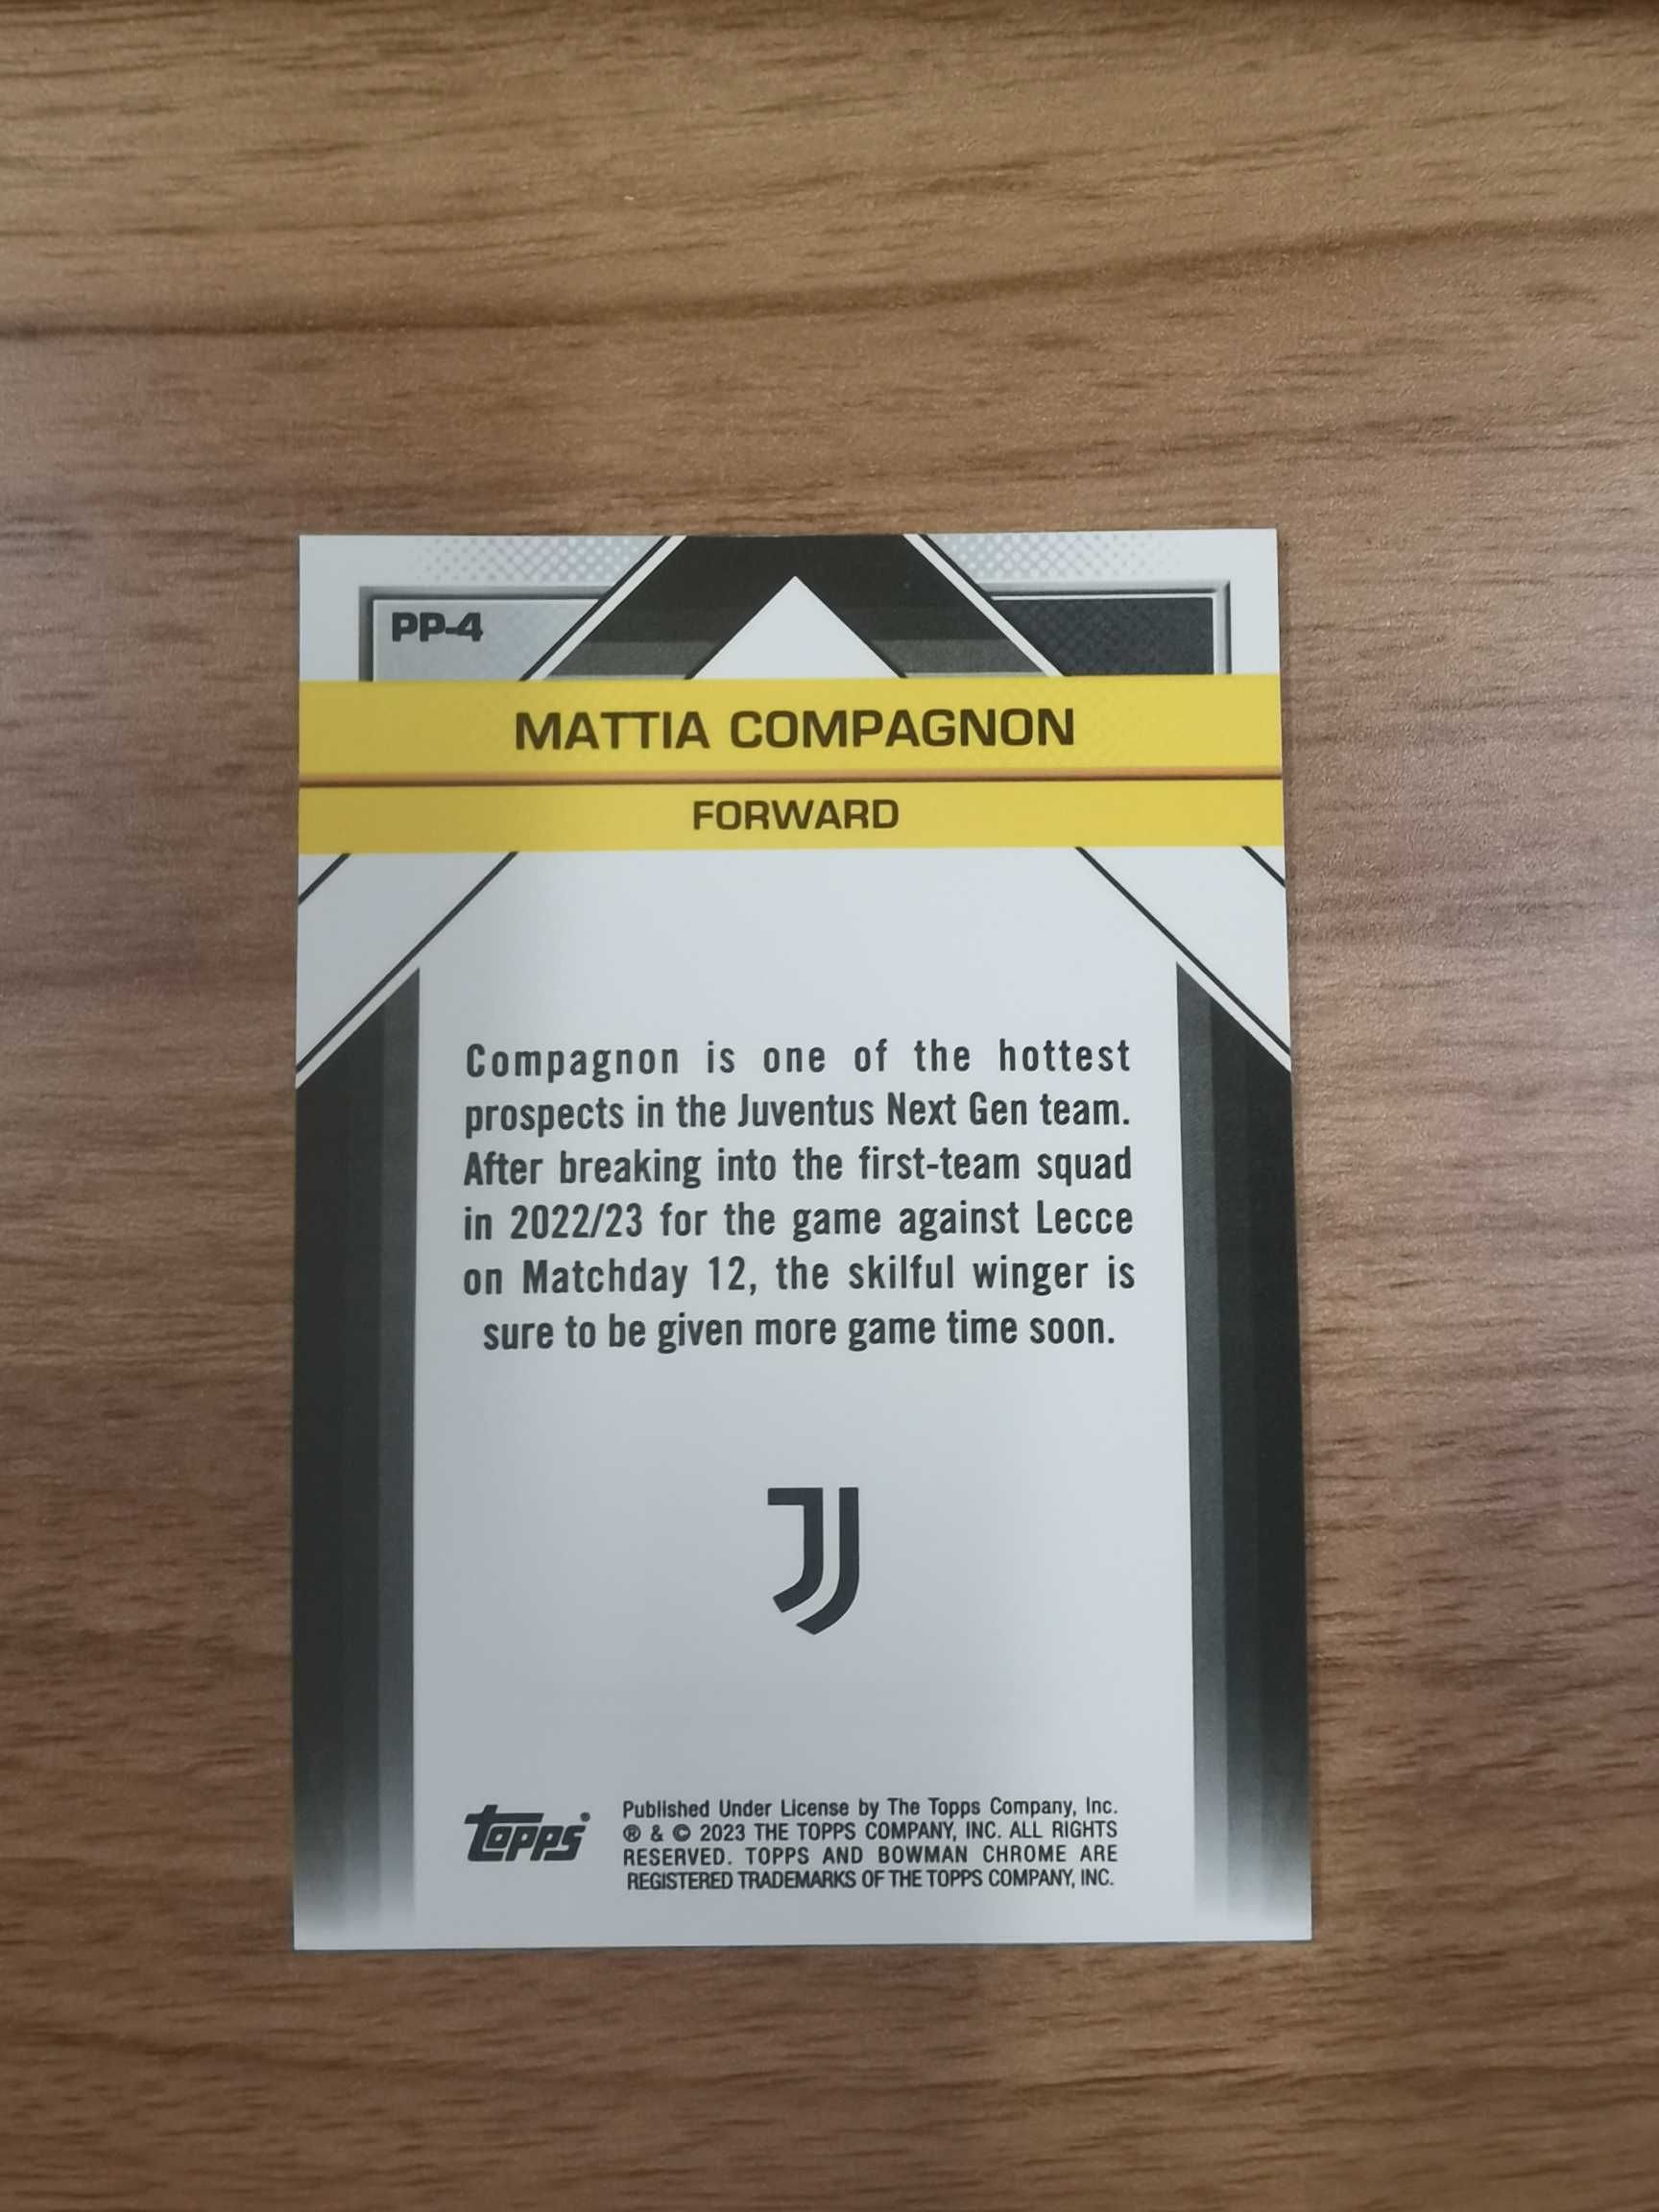 PP-4
MATTIA COMPAGNON
FORWARD
Compagnon is one of the hottest
prospects in the Juventus Next Gen team.
After breaking into the first-team squad
in 2022/23 for the game against Lecce
on Matchday 12, the skilful winger is
sure to be given more game time soon.
Topps®
Published Under License by The Topps Company, Inc.
® & © 2023 THE TOPPS COMPANY, INC. ALL RIGHTS
RESERVED. TOPPS AND BOWMAN CHROME ARE
REGISTERED TRADEMARKS OF THE TOPPS COMPANY, INC.